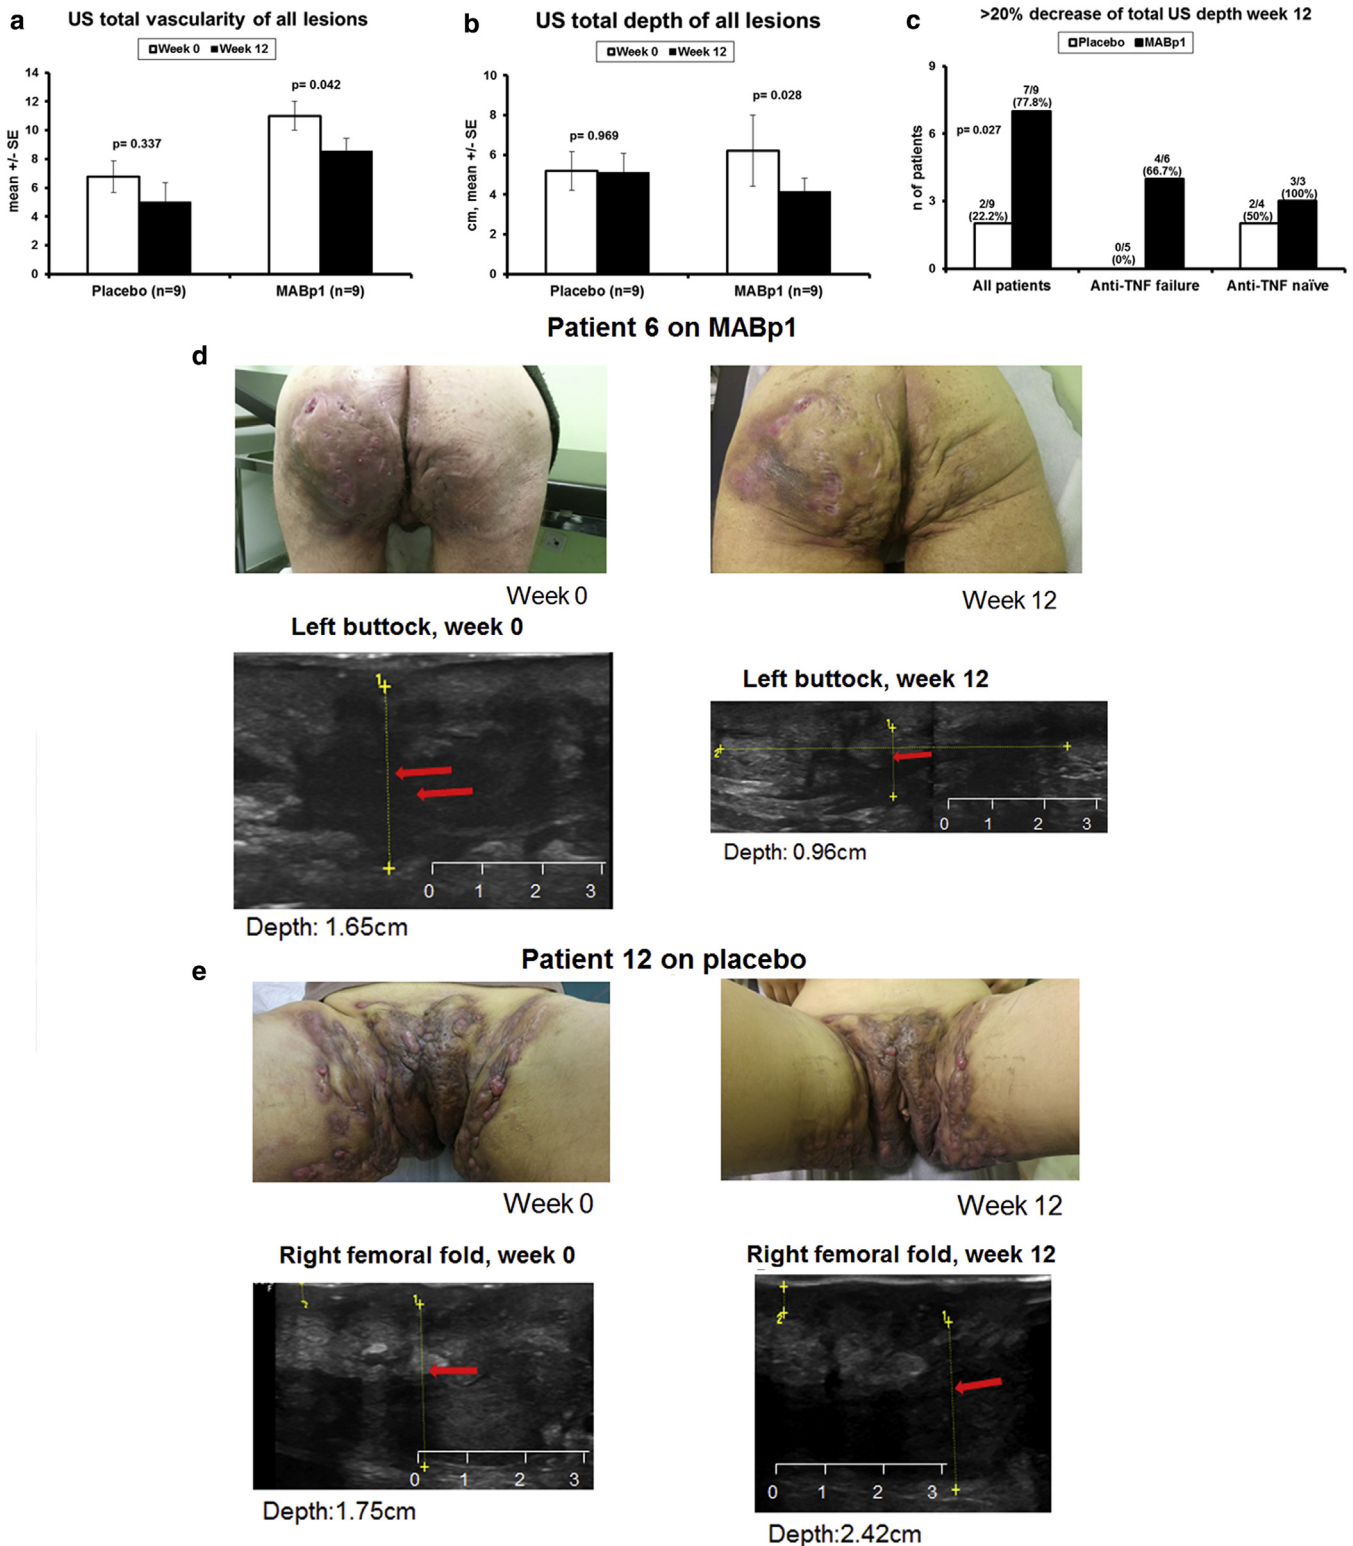 a
US total vascularity of all lesions
Week 0 Week 12
14
12
10
8
6
4
2
0
mean +/- SE
p= 0.337
p= 0.042
Placebo (n=9) MABp1 (n=9)
b
US total depth of all lesions
Week 0 Week 12
10
8
6
4
2
0
cm, mean +/- SE
p= 0.969
p= 0.028
Placebo (n=9) MABp1 (n=9)
c
>20% decrease of total US depth week 12
Placebo MABp1
9
6
3
0
n of patients
p= 0.027
2/9
(22.2%)
7/9
(77.8%)
0/5
(0%)
4/6
(66.7%)
2/4
(50%)
3/3
(100%)
All patients Anti-TNF failure Anti-TNF naïve
Patient 6 on MABp1
d
Week 0
Week 12
Left buttock, week 0
1
0 1 2 3
Depth: 1.65cm
Left buttock, week 12
1
2
0 1 2 3
Depth: 0.96cm
Patient 12 on placebo
e
Week 0
Week 12
Right femoral fold, week 0
2
1
0 1 2 3
Depth:1.75cm
Right femoral fold, week 12
2
1
0 1 2 3
Depth:2.42cm